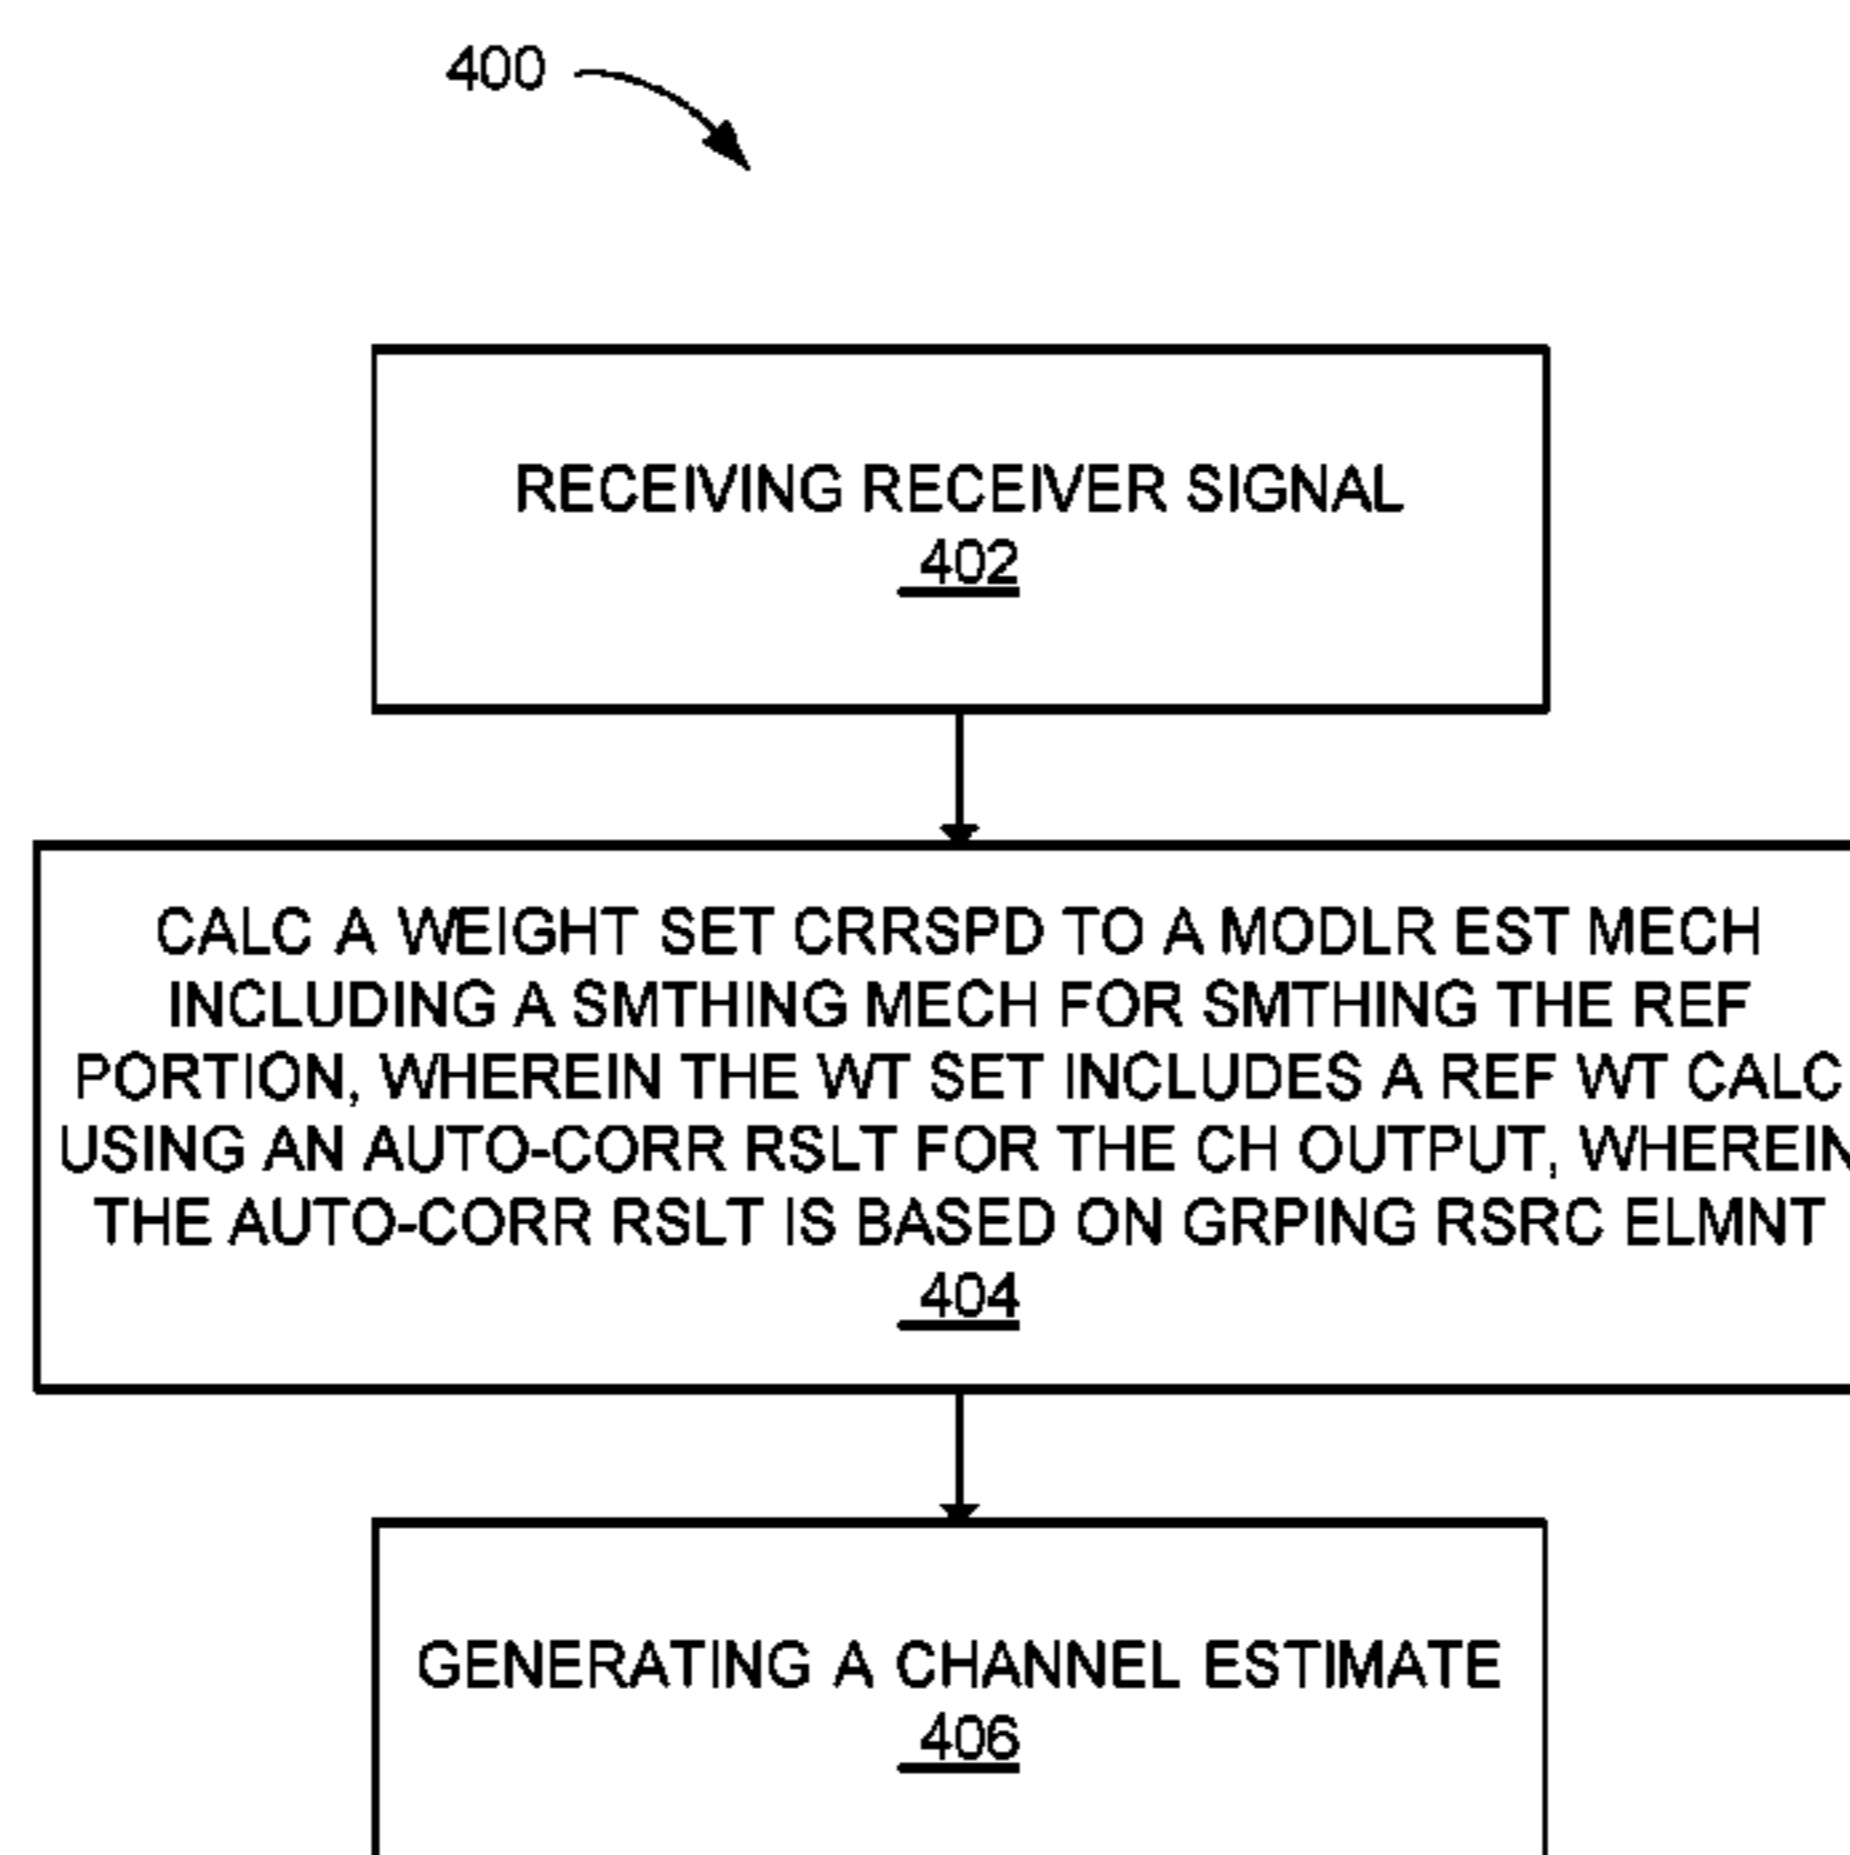 400
RECEIVING RECEIVER SIGNAL
402
CALC A WEIGHT SET CRRSPD TO A MODLR EST MECH
INCLUDING A SMTHING MECH FOR SMTHING THE REF
PORTION, WHEREIN THE WT SET INCLUDES A REF WT CALC
USING AN AUTO-CORR RSLT FOR THE CH OUTPUT, WHEREIN
THE AUTO-CORR RSLT IS BASED ON GRPING RSRC ELMNT
404
GENERATING A CHANNEL ESTIMATE
406